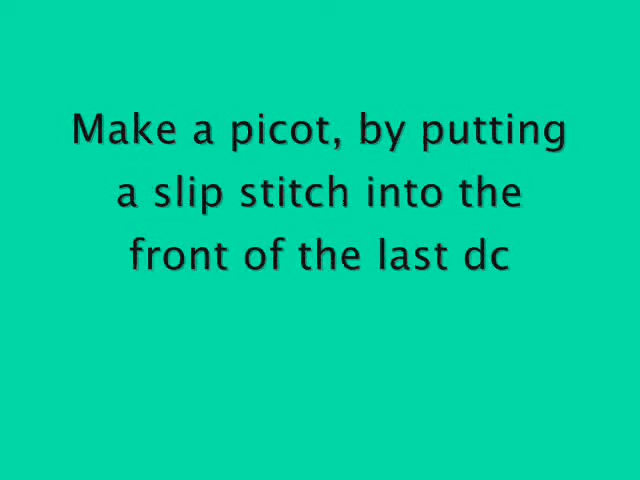 Make a picot, by putting
a slip stitch into the
front of the last dc